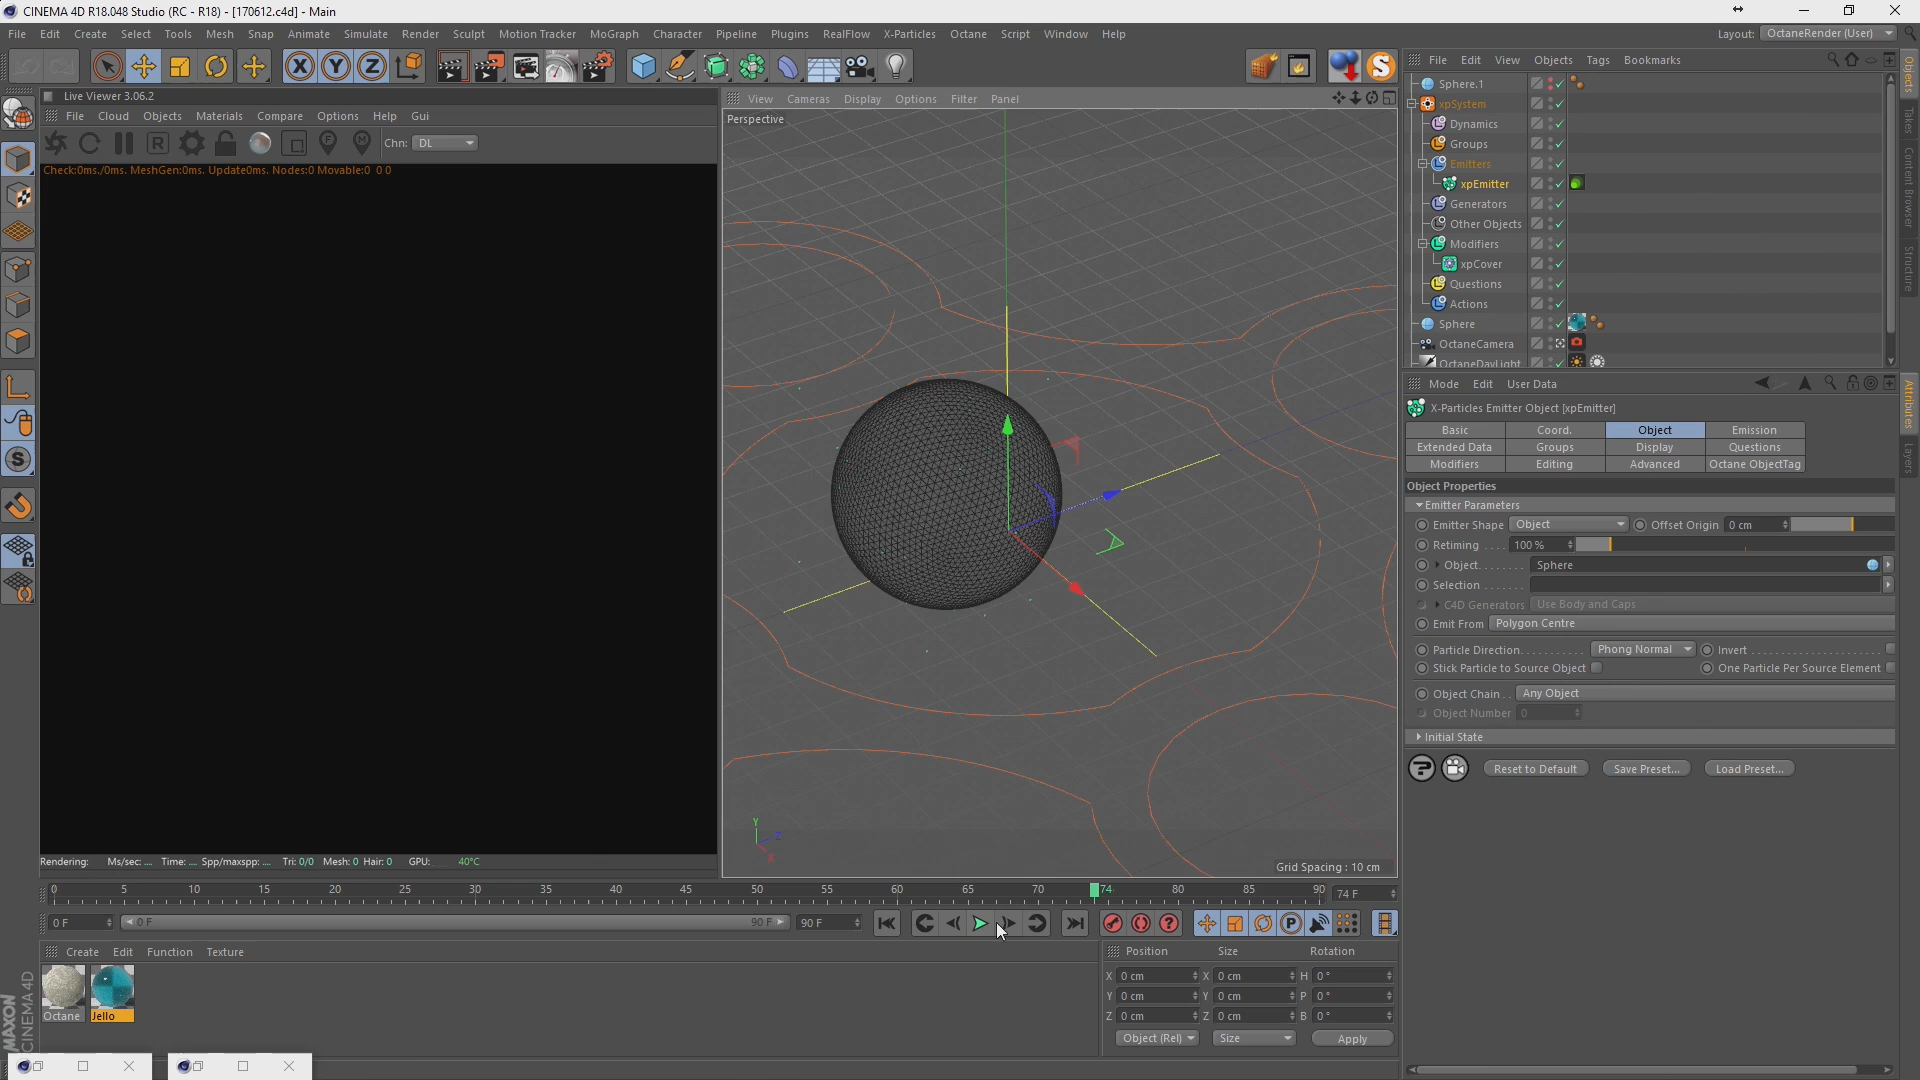 CINEMA 4D R18.048 Studio (RC - R18) - [170612.c4d] - Main
File Edit Create Select Tools Mesh Snap Animate Simulate Render Sculpt Motion Tracker MoGraph Character Pipeline Plugins RealFlow X-Particles Octane Script Window Help Layout: OctaneRender (User)
X Y Z S
File Edit View Objects Tags Bookmarks
Live Viewer 3.06.2
File Cloud Objects Materials Compare Options Help Gui
R Chn: DL
Check:0ms./0ms. MeshGen:0ms. Update0ms. Nodes:0 Movable:0 0 0
View Cameras Display Options Filter Panel
Perspective
Sphere.1
xpSystem
Dynamics
Groups
Emitters
xpEmitter
Generators
Other Objects
Modifiers
xpCover
Questions
Actions
Sphere
OctaneCamera
OctaneDayLight
Objects
Takes
Content Browser
Structure
Mode Edit User Data
X-Particles Emitter Object [xpEmitter]
Basic Coord. Object Emission
Extended Data Groups Display Questions
Modifiers Editing Advanced Octane ObjectTag
Object Properties
Emitter Parameters
Emitter Shape Object Offset Origin 0 cm
Retiming .... 100 %
Object........ Sphere
Selection .......
C4D Generators Use Body and Caps
Emit From Polygon Centre
Particle Direction........... Phong Normal Invert
Stick Particle to Source Object One Particle Per Source Element
Object Chain .. Any Object
Object Number 0
Initial State
Reset to Default Save Preset... Load Preset...
Attributes
Layers
S
Y
Z
X
Grid Spacing : 10 cm
Rendering: Ms/sec: .... Time: .... Spp/maxspp: .... Tri: 0/0 Mesh: 0 Hair: 0 GPU: 40°C
0 5 10 15 20 25 30 35 40 45 50 55 60 65 70 74 80 85 90 74 F
0 F 0 F 90 F 90 F P
Create Edit Function Texture
Octane Jello
Position Size Rotation
X 0 cm X 0 cm H 0 °
Y 0 cm Y 0 cm P 0 °
Z 0 cm Z 0 cm B 0 °
Object (Rel) Size Apply
MAXON
CINEMA 4D